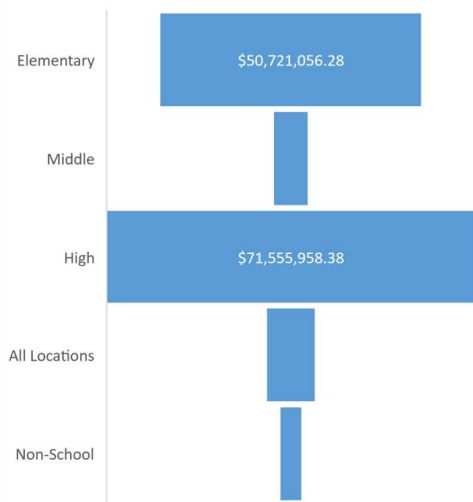 Elementary
$50,721,056.28
Middle
High
$71,555,958.38
All Locations
Non-School